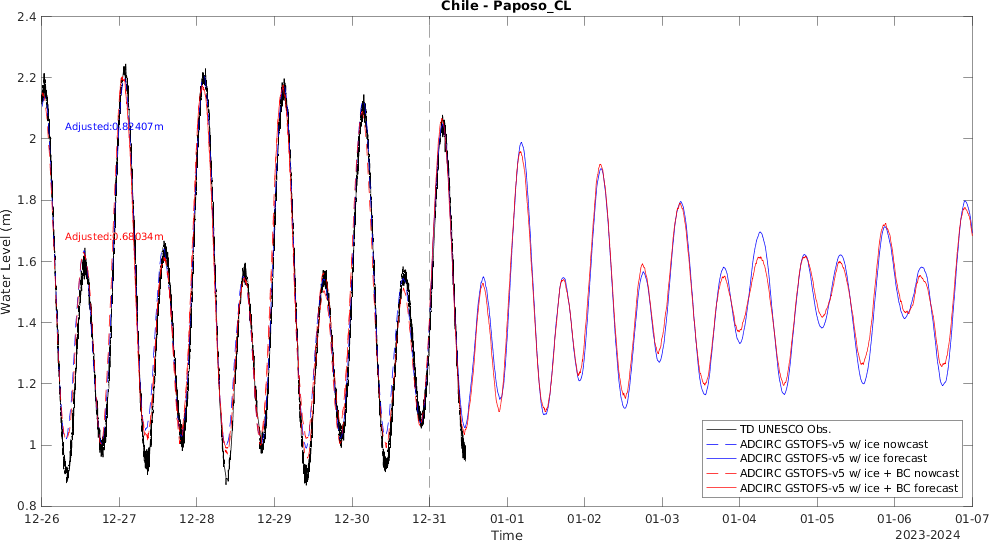 Chile - Paposo_CL
2.4
2.2
2
1.8
1.6
1.4
1.2
1
0.8
Water Level (m)
Adjusted:0.82407m
Adjusted:0.68034m
TD UNESCO Obs.
ADCIRC GSTOFS-v5 w/ ice nowcast
ADCIRC GSTOFS-v5 w/ ice forecast
ADCIRC GSTOFS-v5 w/ ice + BC nowcast
ADCIRC GSTOFS-v5 w/ ice + BC forecast
12-26 12-27 12-28 12-29 12-30 12-31 01-01 01-02 01-03 01-04 01-05 01-06 01-07
Time
2023-2024